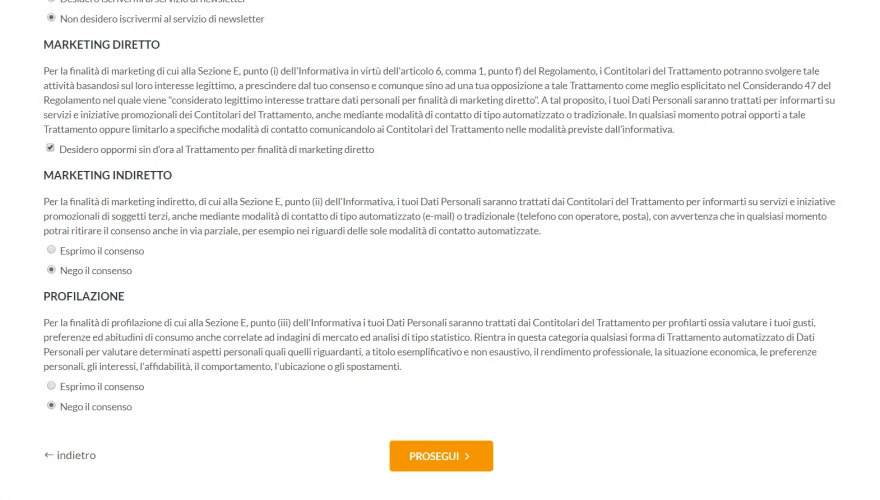 Desidero iscrivermi al servizio di newsletter
Non desidero iscrivermi al servizio di newsletter
MARKETING DIRETTO
Per la finalità di marketing di cui alla Sezione E, punto (i) dell'Informativa in virtù dell'articolo 6, comma 1, punto f) del Regolamento, i Contitolari del Trattamento potranno svolgere tale
attività basandosi sul loro interesse legittimo, a prescindere dal tuo consenso e comunque sino ad una tua opposizione a tale Trattamento come meglio esplicitato nel Considerando 47 del
Regolamento nel quale viene "considerato legittimo interesse trattare dati personali per finalità di marketing diretto". A tal proposito, i tuoi Dati Personali saranno trattati per informarti su
servizi e iniziative promozionali dei Contitolari del Trattamento, anche mediante modalità di contatto di tipo automatizzato o tradizionale. In qualsiasi momento potrai opporti a tale
Trattamento oppure limitarlo a specifiche modalità di contatto comunicandolo ai Contitolari del Trattamento nelle modalità previste dall'informativa.
Desidero oppormi sin d'ora al Trattamento per finalità di marketing diretto
MARKETING INDIRETTO
Per la finalità di marketing indiretto, di cui alla Sezione E, punto (ii) dell'Informativa, i tuoi Dati Personali saranno trattati dai Contitolari del Trattamento per informarti su servizi e iniziative
promozionali di soggetti terzi, anche mediante modalità di contatto di tipo automatizzato (e-mail) o tradizionale (telefono con operatore, posta), con avvertenza che in qualsiasi momento
potrai ritirare il consenso anche in via parziale, per esempio nei riguardi delle sole modalità di contatto automatizzate.
Esprimo il consenso
Nego il consenso
PROFILAZIONE
Per la finalità di profilazione di cui alla Sezione E, punto (iii) dell'Informativa i tuoi Dati Personali saranno trattati dai Contitolari del Trattamento per profilarti ossia valutare i tuoi gusti,
preferenze ed abitudini di consumo anche correlate ad indagini di mercato ed analisi di tipo statistico. Rientra in questa categoria qualsiasi forma di Trattamento automatizzato di Dati
Personali per valutare determinati aspetti personali quali quelli riguardanti, a titolo esemplificativo e non esaustivo, il rendimento professionale, la situazione economica, le preferenze
personali, gli interessi, l'affidabilità, il comportamento, l'ubicazione o gli spostamenti.
Esprimo il consenso
Nego il consenso
← indietro
PROSEGUI >